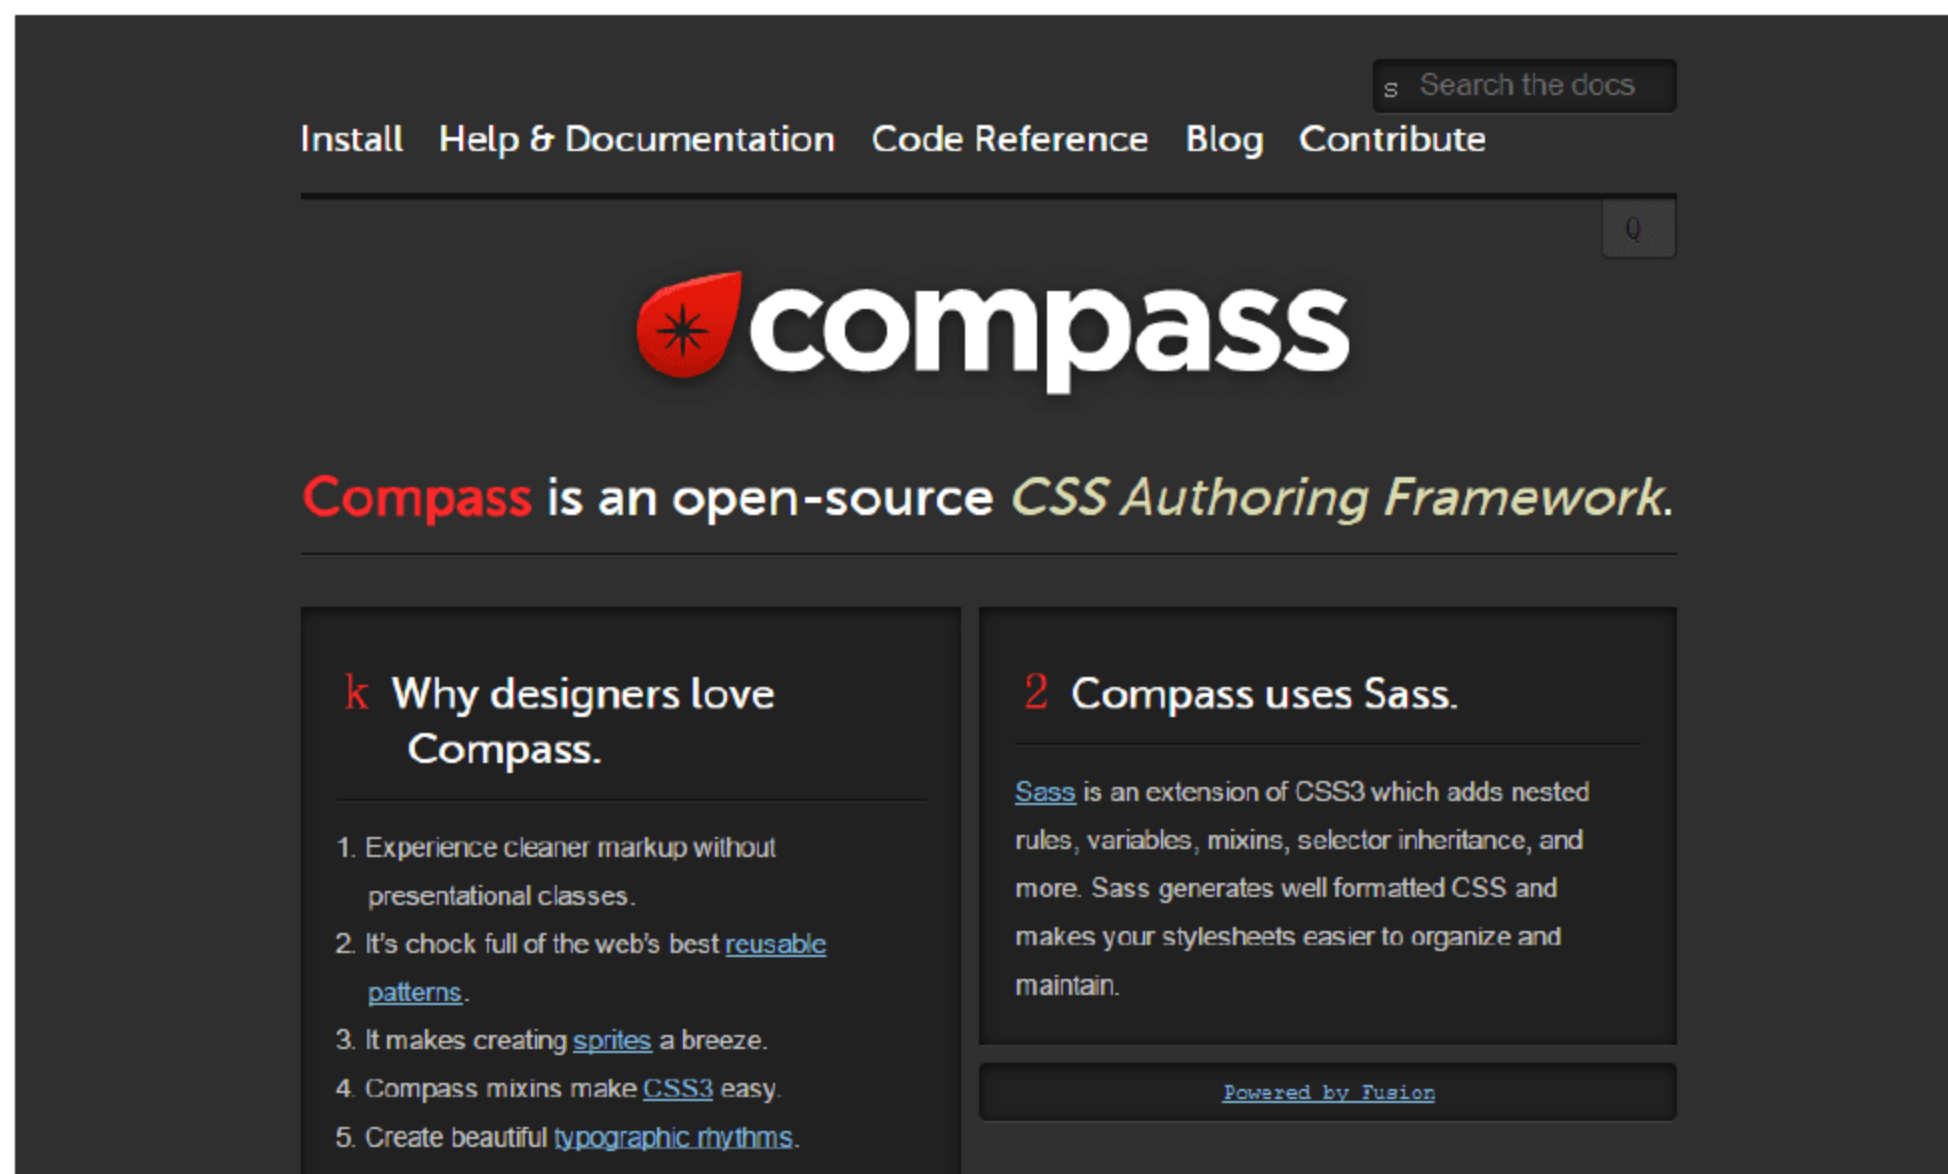 s Search the docs
Install Help & Documentation Code Reference Blog Contribute
Q
compass
Compass is an open-source CSS Authoring Framework.
k Why designers love
Compass.
1. Experience cleaner markup without
presentational classes.
2. It's chock full of the web's best reusable
patterns.
3. It makes creating sprites a breeze.
4. Compass mixins make CSS3 easy.
5. Create beautiful typographic rhythms.
2 Compass uses Sass.
Sass is an extension of CSS3 which adds nested
rules, variables, mixins, selector inheritance, and
more. Sass generates well formatted CSS and
makes your stylesheets easier to organize and
maintain.
Powered by Fusion